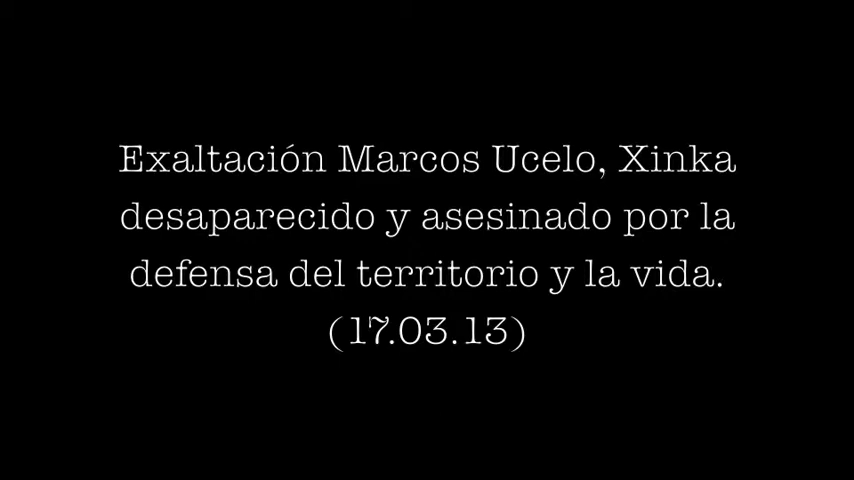 Exaltación Marcos Ucelo, Xinka
desaparecido y asesinado por la
defensa del territorio y la vida.
(17.03.13)